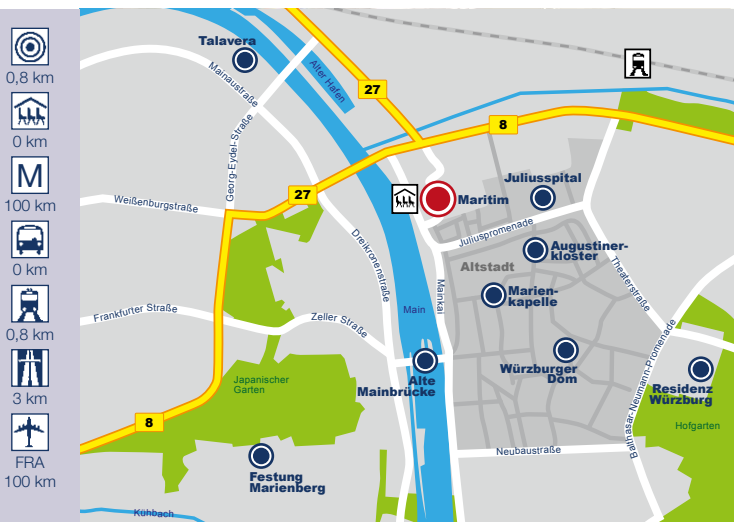 0,8 km
0 km
M
100 km
0 km
0,8 km
3 km
FRA
100 km
Talavera
Mainaustraße
Alter Hafen
27
8
Georg-Eydel-Straße
Juliusspital
Maritim
27
Weißenburgstraße
Juliuspromenade
Augustiner-
kloster
Dreikronenstraße
Altstadt
Theaterstraße
Marien-
kapelle
Mainkai
Main
Frankfurter Straße
Zeller Straße
Alte
Mainbrücke
Würzburger
Dom
Balthasar-Neumann-Promenade
Residenz
Würzburg
Japanischer
Garten
8
Hofgarten
Neubaustraße
Festung
Marienberg
Kühbach